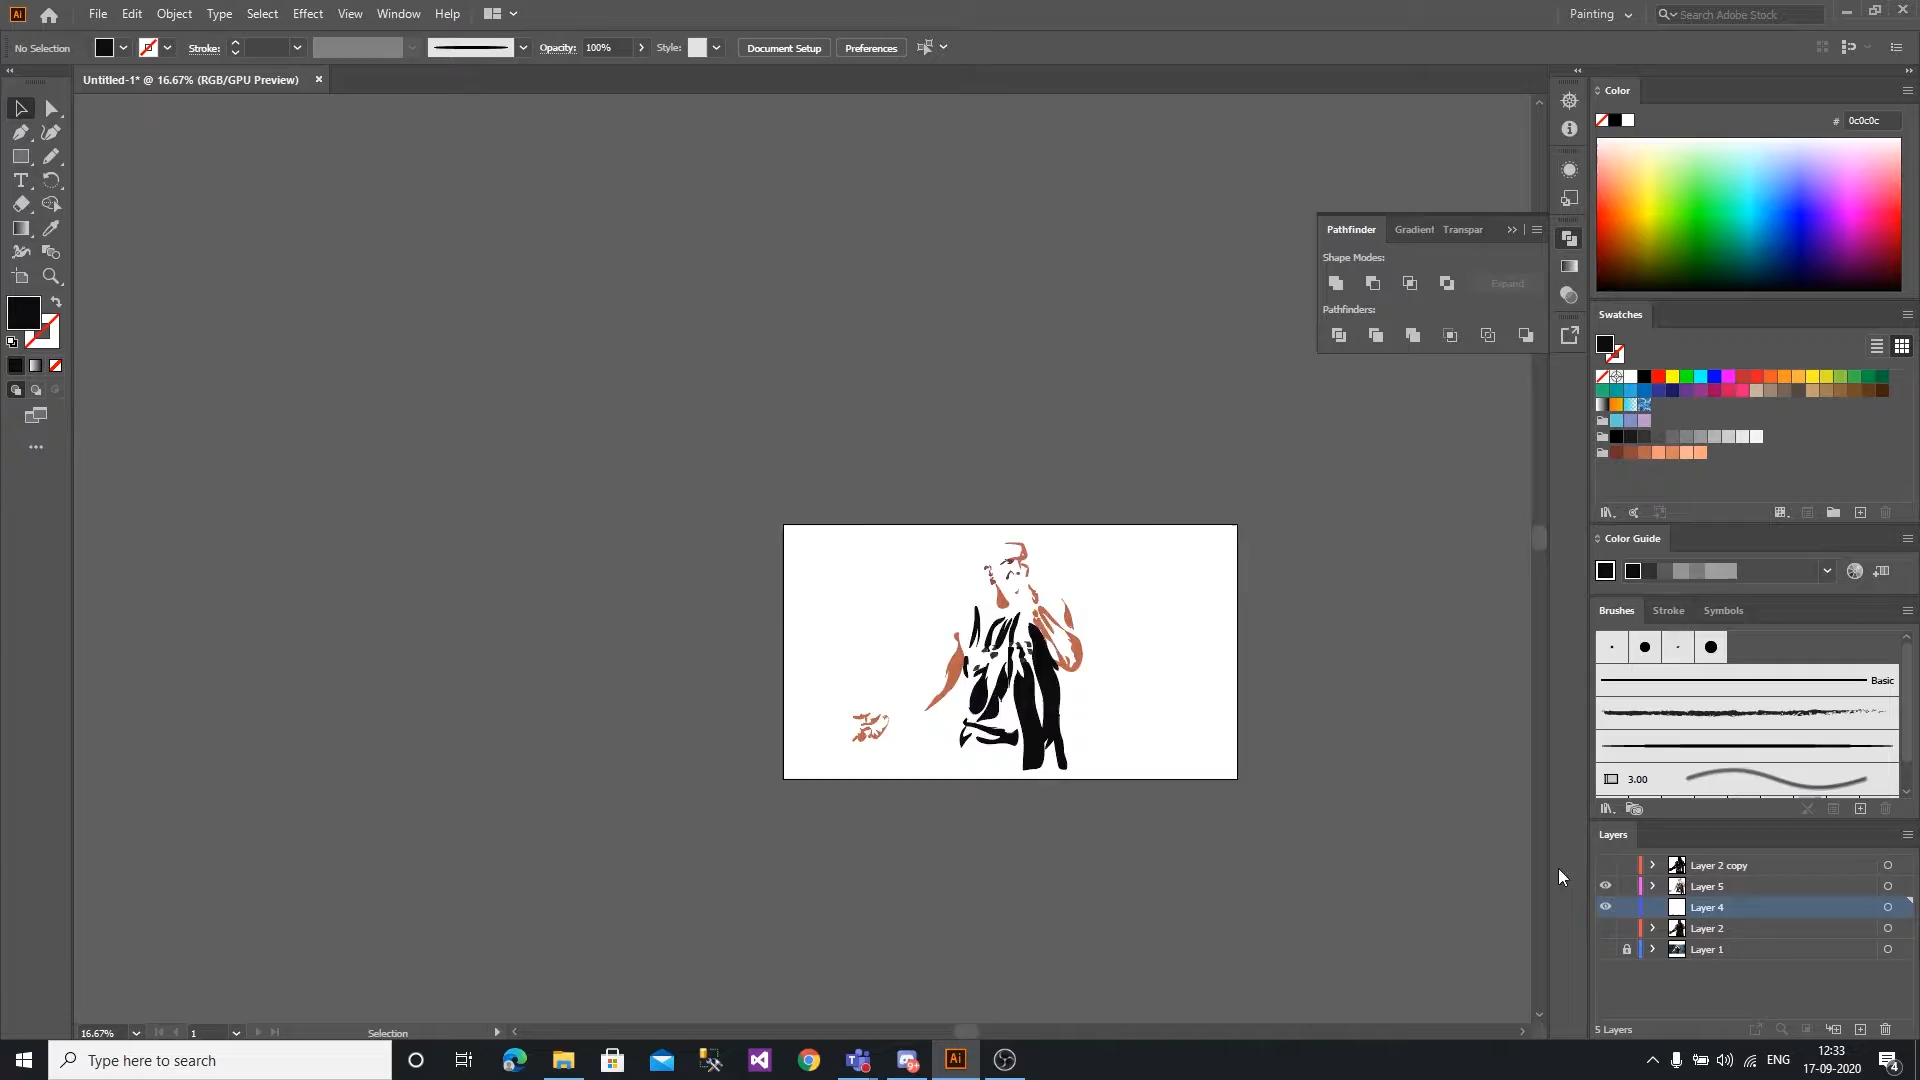 Ai File Edit Object Type Select Effect View Window Help Painting Search Adobe Stock
No Selection Stroke: Opacity: 100% Style: Document Setup Preferences
Untitled-1* @ 16.67% (RGB/GPU Preview) ×
Color
# 0c0c0c
Pathfinder Gradient Transpar
Shape Modes:
Expand
Pathfinders:
Swatches
Color Guide
Brushes Stroke Symbols
Basic
3.00
Layers
Layer 2 copy
Layer 5
Layer 4
Layer 2
Layer 1
5 Layers
16.67% 1 Selection
Type here to search
Ai
ENG
12:33
17-09-2020
4